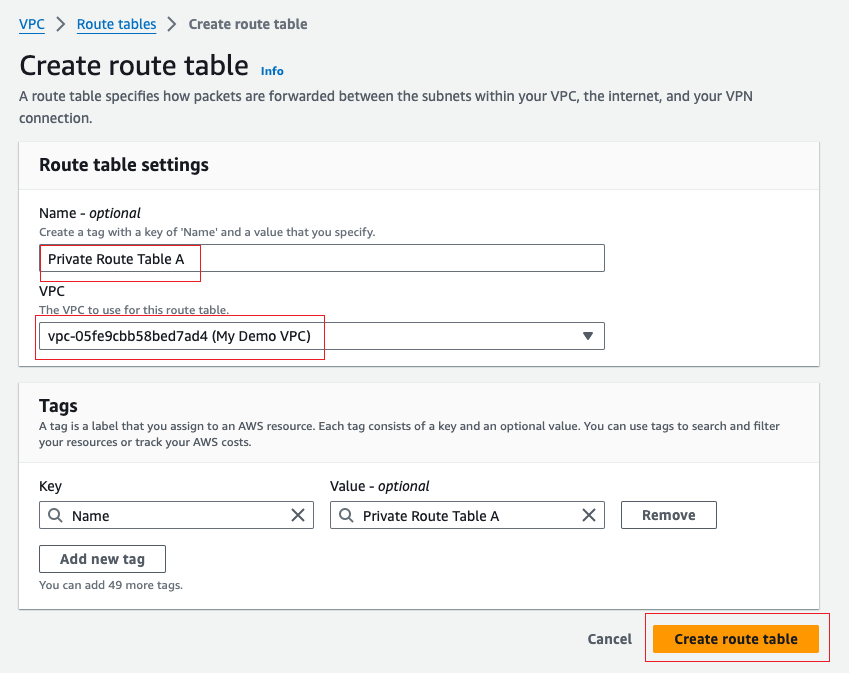 VPC > Route tables > Create route table
Create route table Info
A route table specifies how packets are forwarded between the subnets within your VPC, the internet, and your VPN
connection.
Route table settings
Name - optional
Create a tag with a key of 'Name' and a value that you specify.
Private Route Table A
VPC
The VPC to use for this route table.
vpc-05fe9cbb58bed7ad4 (My Demo VPC)
Tags
A tag is a label that you assign to an AWS resource. Each tag consists of a key and an optional value. You can use tags to search and filter
your resources or track your AWS costs.
Key Value - optional
Name Private Route Table A Remove
Add new tag
You can add 49 more tags.
Cancel Create route table